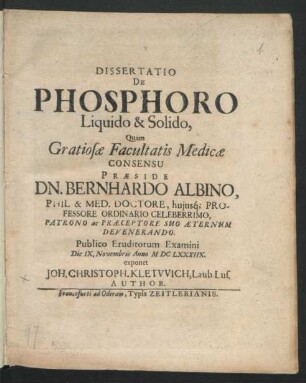 DISSERTATIO
DE
PHOSPHORO
Liquido & Solido,
Quam
Gratiosæ Facultatis Medicæ
CONSENSU
PRÆSIDE
DN. BERNHARDO ALBINO,
PHIL. & MED. DOCTORE, hujusq; PRO-
FESSORE ORDINARIO CELEBERRIMO,
PATRONO ac PRÆCEPTORE SUO ÆTERNUM
DEVENERANDO.
Publico Eruditorum Examini
Die IX, Novembris Anno M DC LXXXIIX.
exponet
JOH, CHRISTOPH, KLETVVICH, Laub Lus,
AUTHOR.
Francofurti ad Oderam, Typis ZEITLERIANIS.